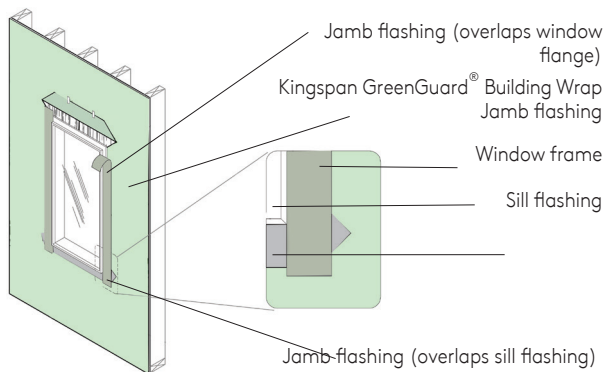 Jamb flashing (overlaps window
flange)
Kingspan GreenGuard® Building Wrap
Jamb flashing
Window frame
Sill flashing
Jamb flashing (overlaps sill flashing)